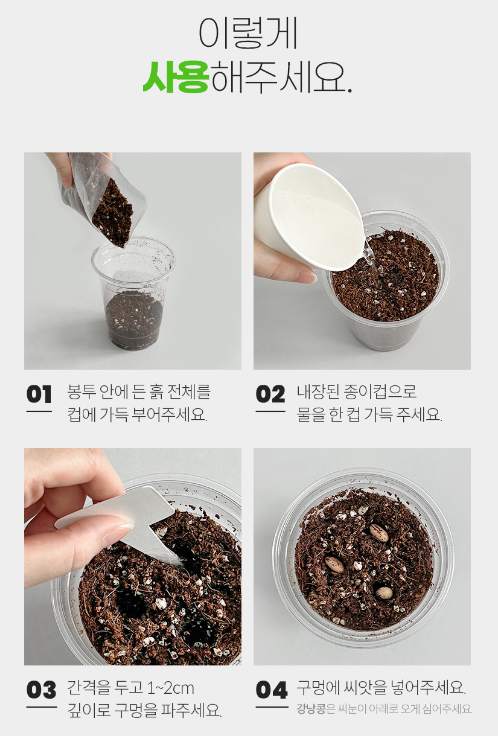 이렇게
사용해주세요.
01 봉투 안에 든 흙 전체를
컵에 가득 부어주세요.
02 내장된 종이컵으로
물을 한 컵 가득 주세요.
03 간격을 두고 1~2cm
깊이로 구멍을 파주세요.
04 구멍에 씨앗을 넣어주세요.
강낭콩은 씨눈이 아래로 오게 심어주세요.